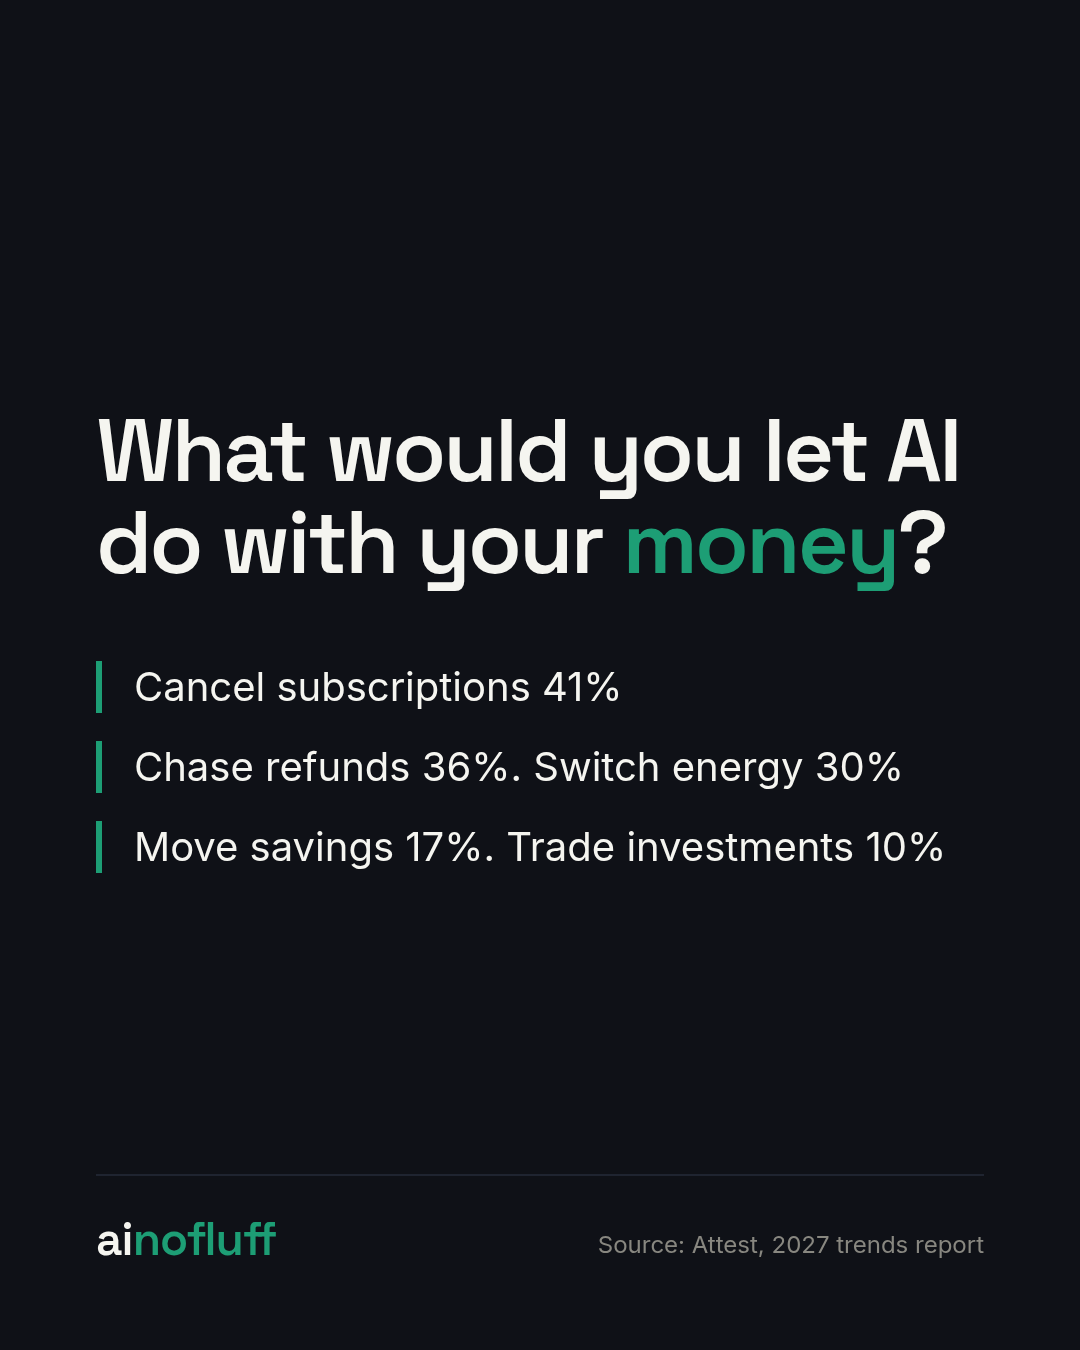 What would you let AI
do with your money?
Cancel subscriptions 41%
Chase refunds 36%. Switch energy 30%
Move savings 17%. Trade investments 10%
ainofluff
Source: Attest, 2027 trends report